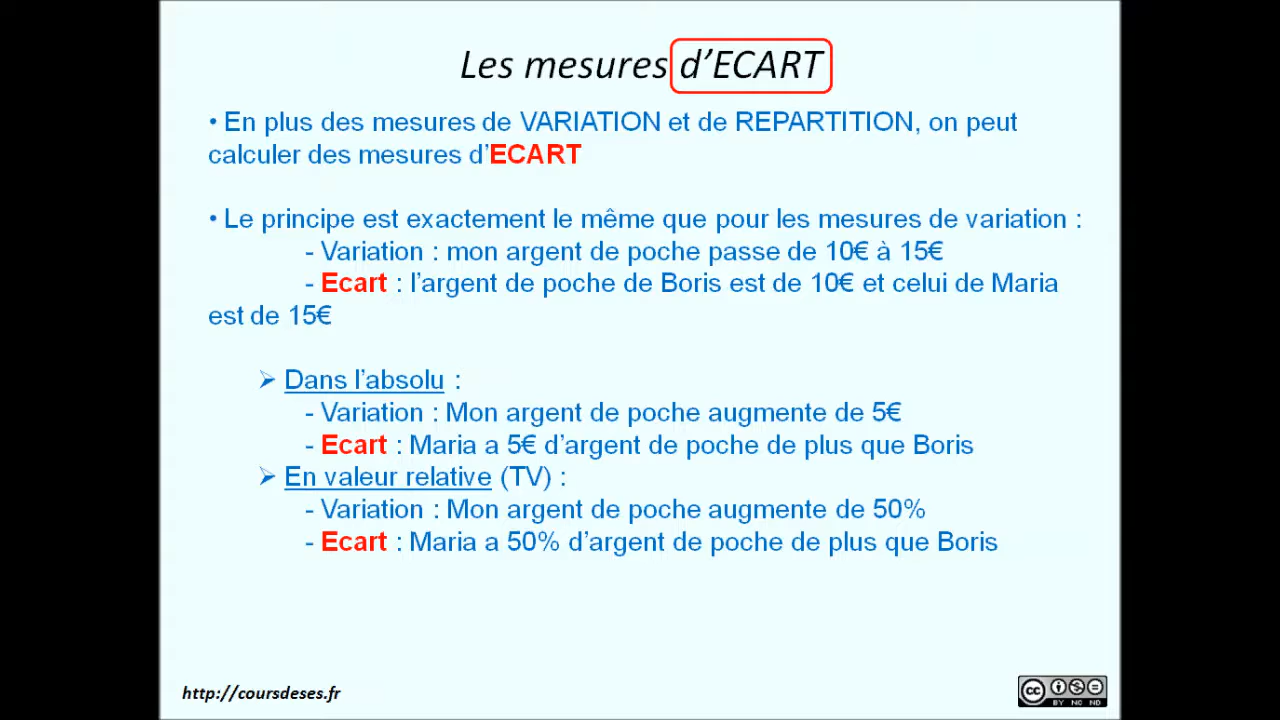 Les mesures d’ECART
• En plus des mesures de VARIATION et de REPARTITION, on peut
calculer des mesures d’ECART
• Le principe est exactement le même que pour les mesures de variation :
- Variation : mon argent de poche passe de 10€ à 15€
- Ecart : l’argent de poche de Boris est de 10€ et celui de Maria
est de 15€
➢ Dans l’absolu :
- Variation : Mon argent de poche augmente de 5€
- Ecart : Maria a 5€ d’argent de poche de plus que Boris
➢ En valeur relative (TV) :
- Variation : Mon argent de poche augmente de 50%
- Ecart : Maria a 50% d’argent de poche de plus que Boris
http://coursdeses.fr
cc BY NC ND